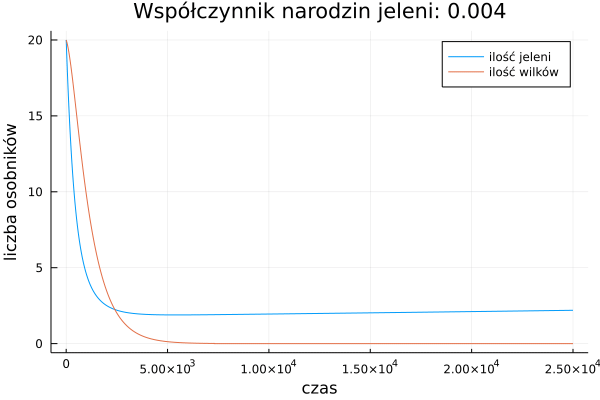 Współczynnik narodzin jeleni: 0.004
ilość jeleni
ilość wilków
liczba osobników
20
15
10
5
0
0 5.00×10³ 1.00×10⁴ 1.50×10⁴ 2.00×10⁴ 2.50×10⁴
czas